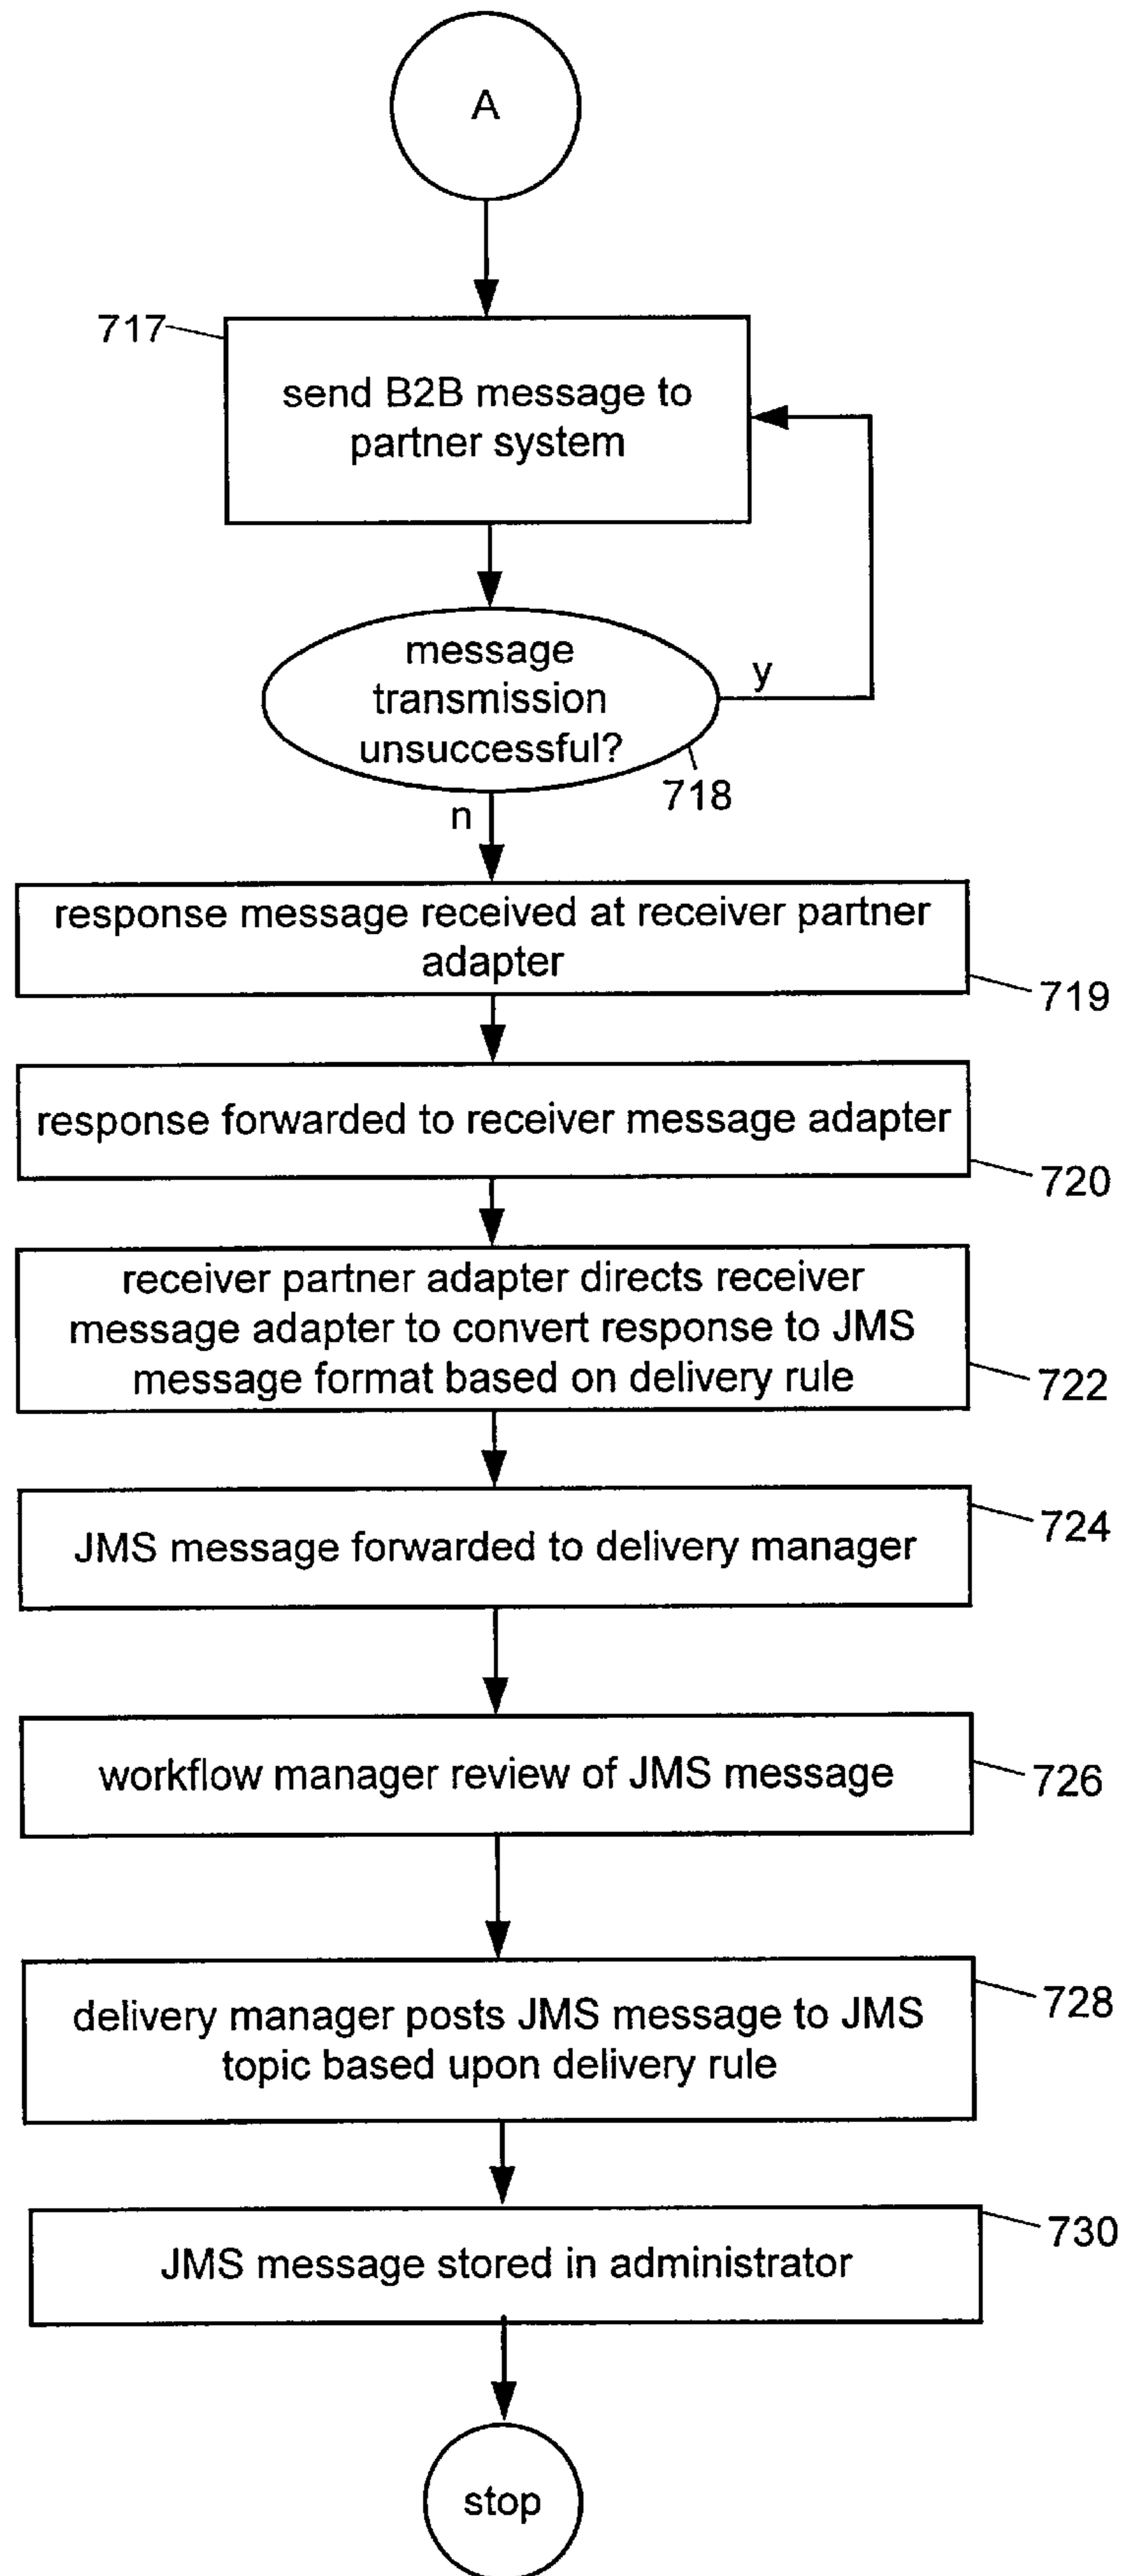 A
717
send B2B message to
partner system
message
transmission
unsuccessful?
y
718
n
response message received at receiver partner
adapter
719
response forwarded to receiver message adapter
720
receiver partner adapter directs receiver
message adapter to convert response to JMS
message format based on delivery rule
722
JMS message forwarded to delivery manager
724
workflow manager review of JMS message
726
delivery manager posts JMS message to JMS
topic based upon delivery rule
728
JMS message stored in administrator
730
stop